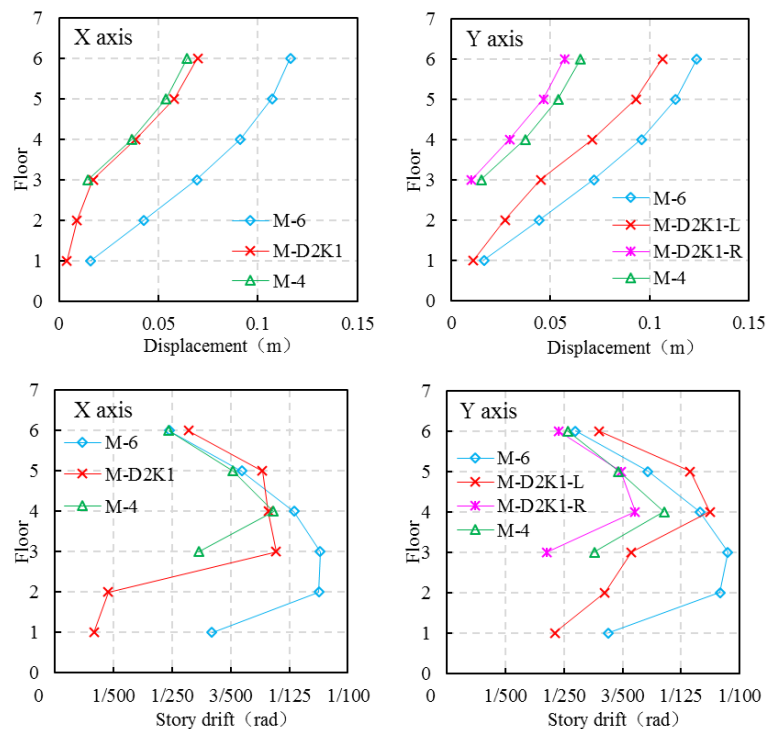 X axis
7
6
5
4
3
2
1
0
Floor
M-6
M-D2K1
M-4
0
0.05
0.1
0.15
Displacement（m）
Y axis
7
6
5
4
3
2
1
0
Floor
M-6
M-D2K1-L
M-D2K1-R
M-4
0
0.05
0.1
0.15
Displacement（m）
X axis
7
6
5
4
3
2
1
0
Floor
M-6
M-D2K1
M-4
0
1/500
1/250
3/500
1/125
1/100
Story drift（rad）
Y axis
7
6
5
4
3
2
1
0
Floor
M-6
M-D2K1-L
M-D2K1-R
M-4
0
1/500
1/250
3/500
1/125
1/100
Story drift（rad）